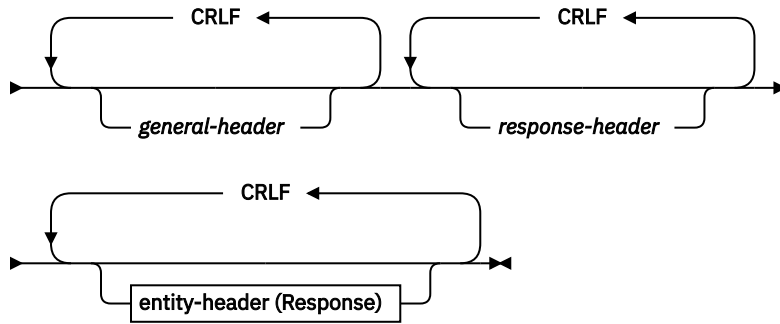 CRLF CRLF
general-header response-header
CRLF
entity-header (Response)